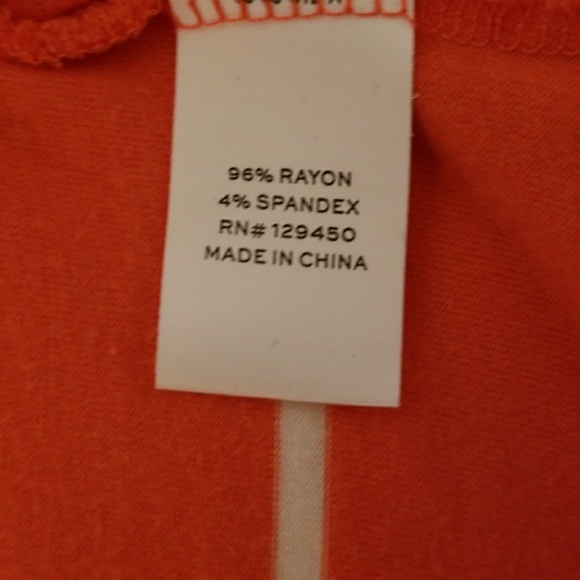 96% RAYON
4% SPANDEX
RN# 129450
MADE IN CHINA